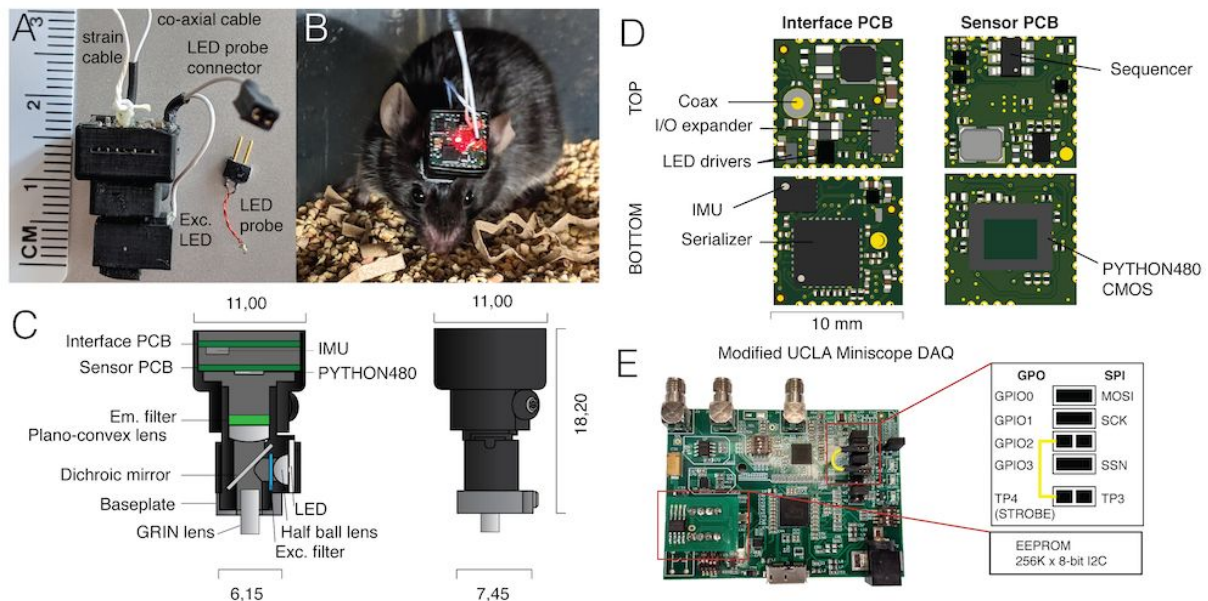 A
co-axial cable
strain
cable
LED probe
connector
Exc.
LED
LED
probe
3
2
1
CM
B
C
11,00
Interface PCB
IMU
Sensor PCB
PYTHON480
Em. filter
Plano-convex lens
Dichroic mirror
Baseplate
GRIN lens
LED
Half ball lens
Exc. filter
6,15
11,00
18,20
7,45
D
Interface PCB
Sensor PCB
TOP
Coax
I/O expander
LED drivers
Sequencer
BOTTOM
IMU
Serializer
PYTHON480
CMOS
10 mm
E
Modified UCLA Miniscope DAQ
GPO SPI
GPIO0 MOSI
GPIO1 SCK
GPIO2
GPIO3 SSN
TP4 TP3
(STROBE)
EEPROM
256K x 8-bit I2C